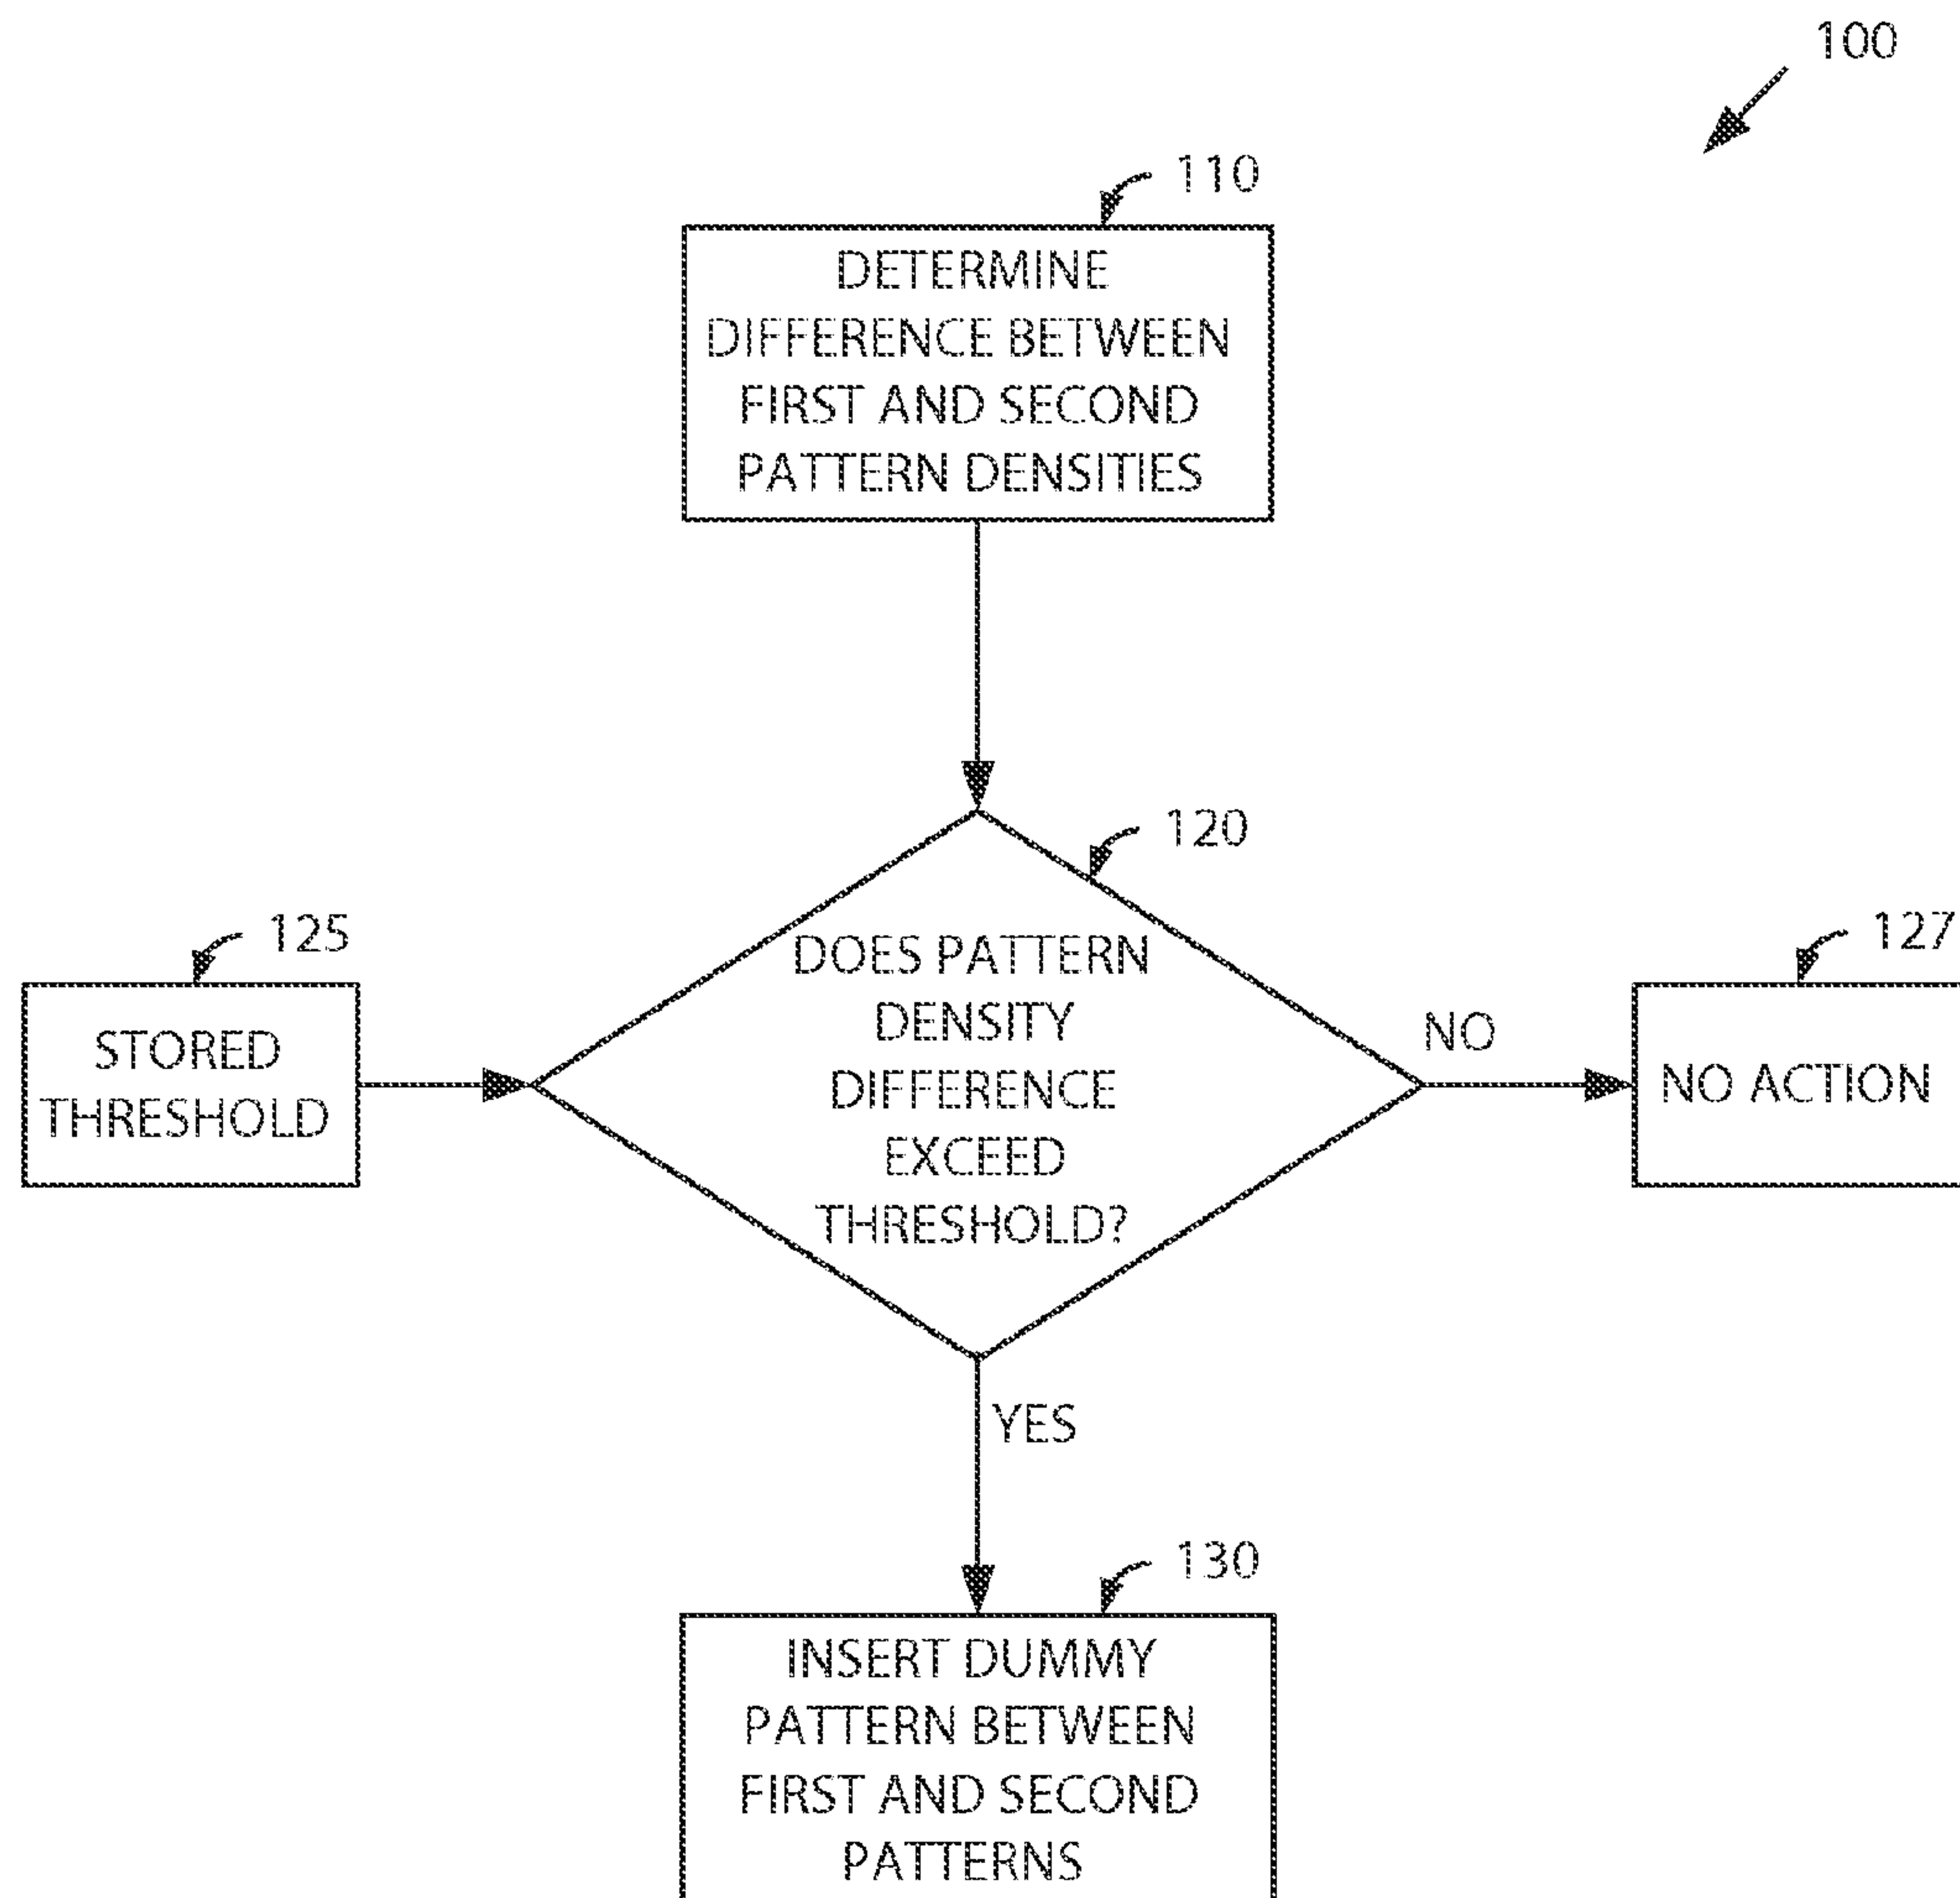 100
110
DETERMINE
DIFFERENCE BETWEEN
FIRST AND SECOND
PATTERN DENSITIES
120
DOES PATTERN
DENSITY
DIFFERENCE
EXCEED
THRESHOLD?
125
STORED
THRESHOLD
NO
127
NO ACTION
YES
130
INSERT DUMMY
PATTERN BETWEEN
FIRST AND SECOND
PATTERNS